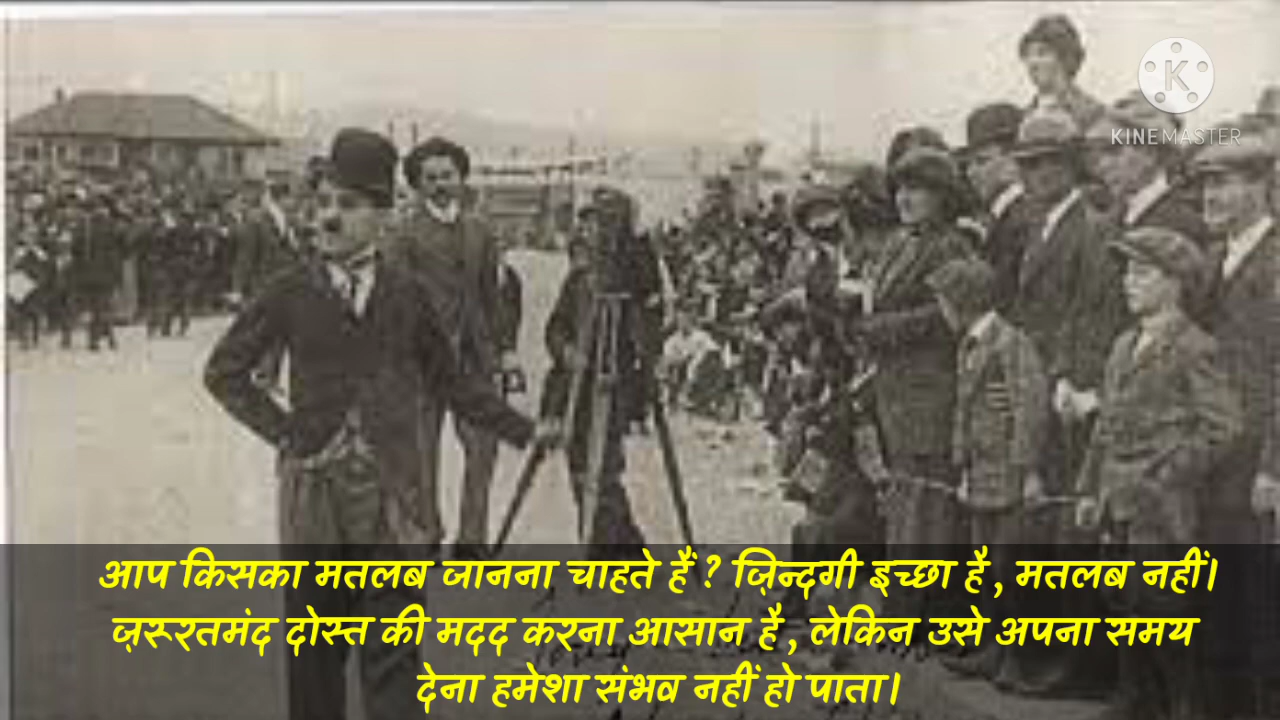 KINEMASTER
आप किसका मतलब जानना चाहते हैं ? ज़िन्दगी इच्छा है , मतलब नहीं।
ज़रूरतमंद दोस्त की मदद करना आसान है , लेकिन उसे अपना समय
देना हमेशा संभव नहीं हो पाता।